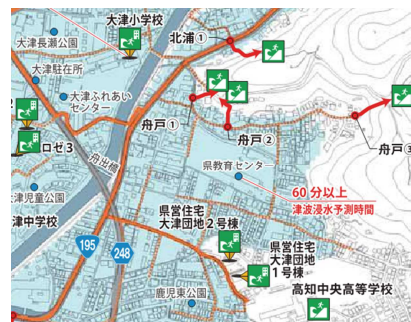 大津小学校
北浦①
大津長瀬公園
大津駐在所
大津ふれあい
センター
舟戸①
舟戸②
舟戸③
2
ロゼ3
舟出橋
県教育センター
60分以上
津波浸水予測時間
津児童公園
津中学校
県営住宅
大津団地2号棟
195
248
県営住宅
大津団地
1号棟
高知中央高等学校
鹿児東公園